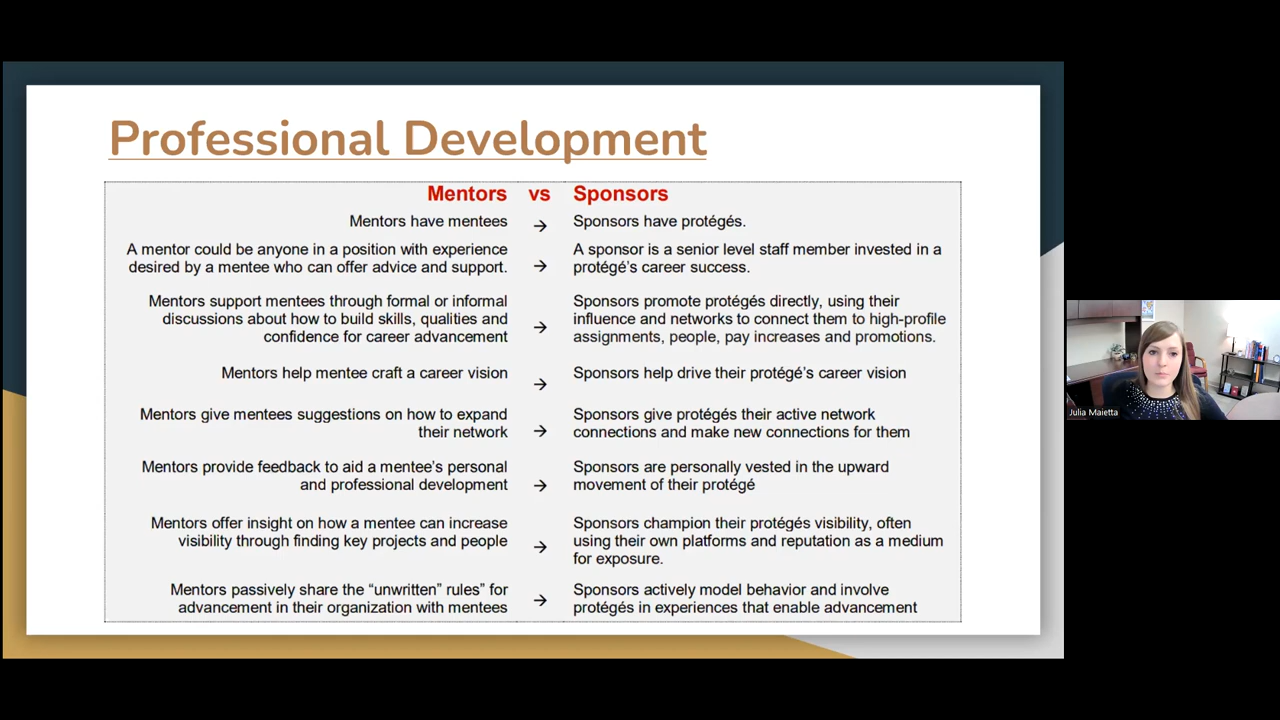 Professional Development
Mentors vs Sponsors
Mentors have mentees → Sponsors have protégés.
A mentor could be anyone in a position with experience
desired by a mentee who can offer advice and support.
→
A sponsor is a senior level staff member invested in a
protégé's career success.
Mentors support mentees through formal or informal
discussions about how to build skills, qualities and
confidence for career advancement
→
Sponsors promote protégés directly, using their
influence and networks to connect them to high-profile
assignments, people, pay increases and promotions.
Mentors help mentee craft a career vision
→
Sponsors help drive their protégé's career vision
Mentors give mentees suggestions on how to expand
their network
→
Sponsors give protégés their active network
connections and make new connections for them
Mentors provide feedback to aid a mentee's personal
and professional development
→
Sponsors are personally vested in the upward
movement of their protégé
Mentors offer insight on how a mentee can increase
visibility through finding key projects and people
→
Sponsors champion their protégés visibility, often
using their own platforms and reputation as a medium
for exposure.
Mentors passively share the “unwritten” rules” for
advancement in their organization with mentees
→
Sponsors actively model behavior and involve
protégés in experiences that enable advancement
Julia Maietta